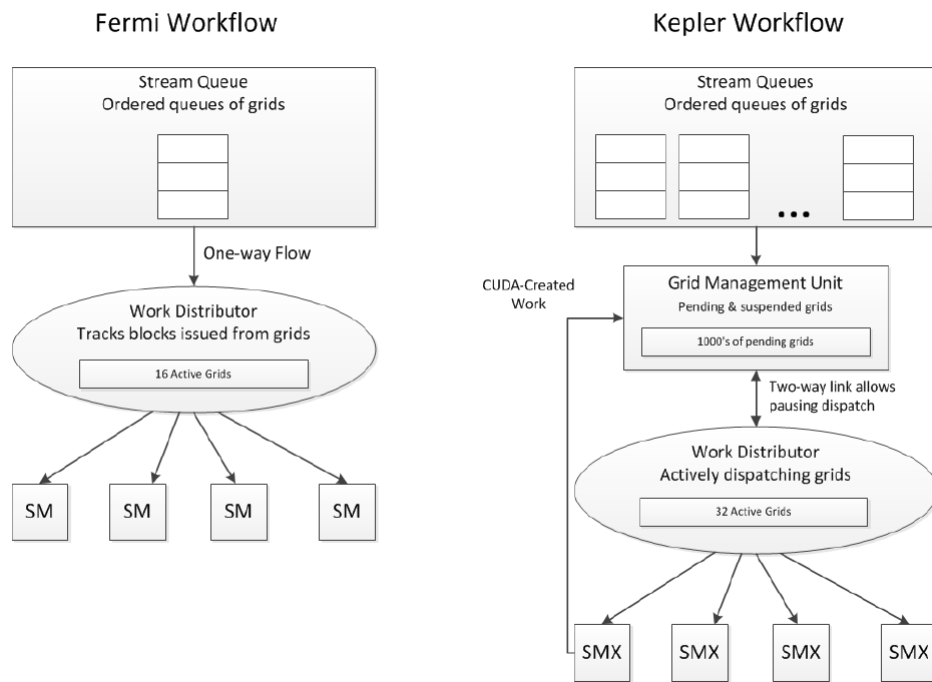 Fermi Workflow
Stream Queue
Ordered queues of grids
One-way Flow
Work Distributor
Tracks blocks issued from grids
16 Active Grids
SM
SM
SM
SM
Kepler Workflow
Stream Queues
Ordered queues of grids
...
CUDA-Created
Work
Grid Management Unit
Pending & suspended grids
1000's of pending grids
Two-way link allows
pausing dispatch
Work Distributor
Actively dispatching grids
32 Active Grids
SMX
SMX
SMX
SMX